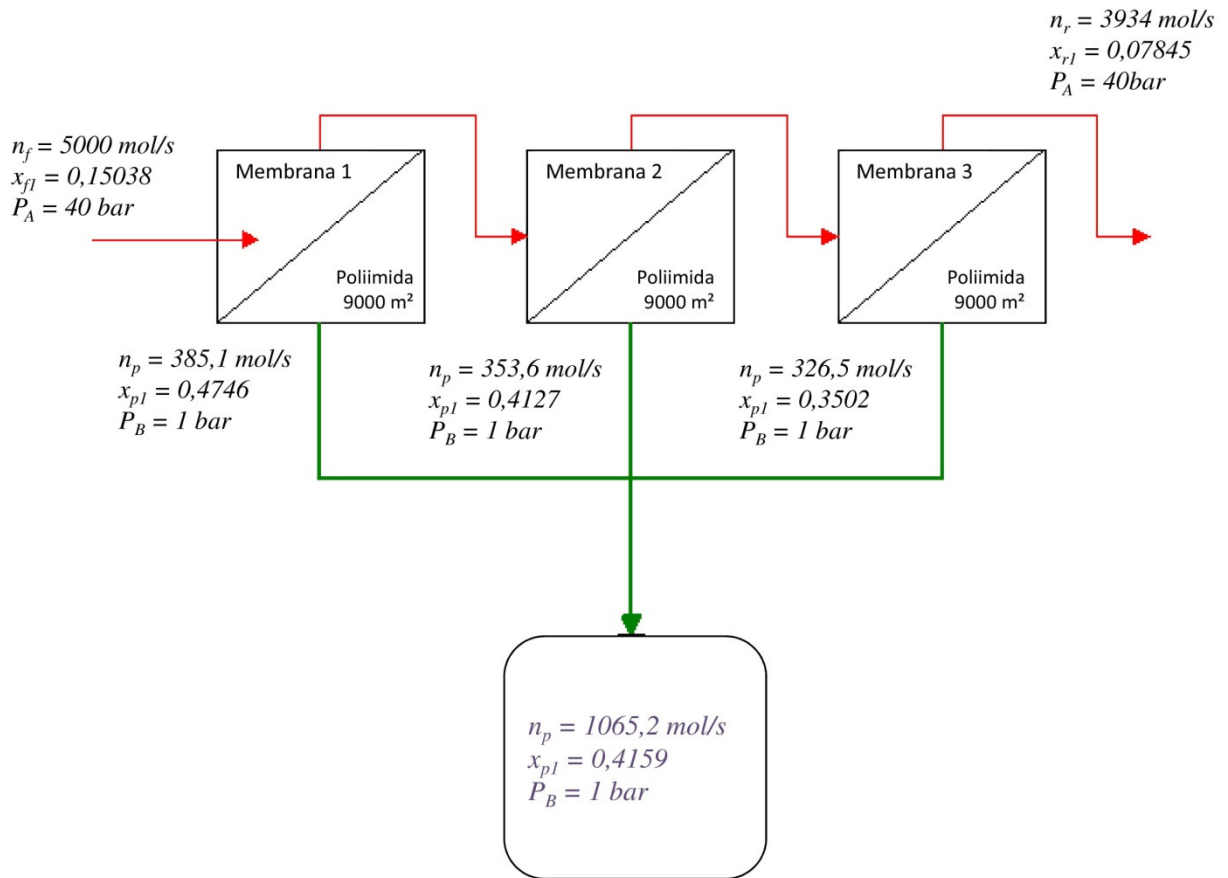 n_r = 3934 mol/s
x_r1 = 0,07845
P_A = 40bar
n_f = 5000 mol/s
x_f1 = 0,15038
P_A = 40 bar
Membrana 1
Poliimida
9000 m²
Membrana 2
Poliimida
9000 m²
Membrana 3
Poliimida
9000 m²
n_p = 385,1 mol/s
x_p1 = 0,4746
P_B = 1 bar
n_p = 353,6 mol/s
x_p1 = 0,4127
P_B = 1 bar
n_p = 326,5 mol/s
x_p1 = 0,3502
P_B = 1 bar
n_p = 1065,2 mol/s
x_p1 = 0,4159
P_B = 1 bar